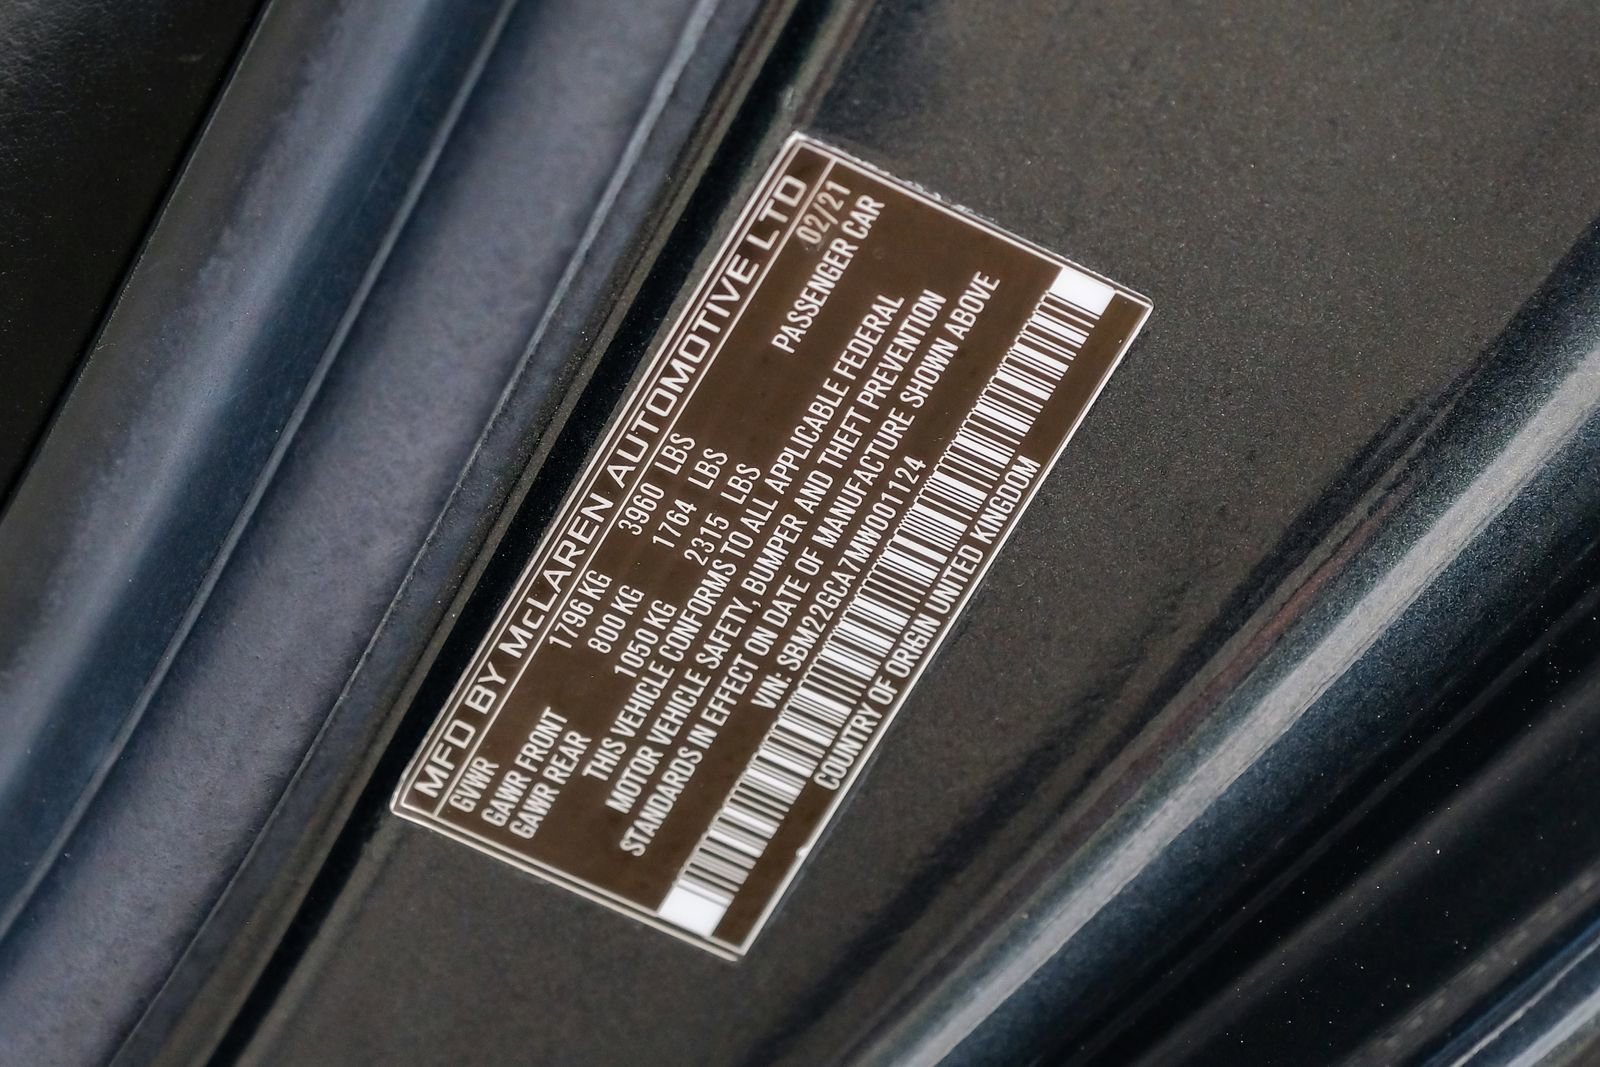 MFD BY McLAREN AUTOMOTIVE LTD
02/21
GVWR 1796 KG 3960 LBS PASSENGER CAR
GAWR FRONT 800 KG 1764 LBS
GAWR REAR 1050 KG 2315 LBS
THIS VEHICLE CONFORMS TO ALL APPLICABLE FEDERAL
MOTOR VEHICLE SAFETY, BUMPER AND THEFT PREVENTION
STANDARDS IN EFFECT ON DATE OF MANUFACTURE SHOWN ABOVE
VIN: SBM22GCA7MW001124
COUNTRY OF ORIGIN UNITED KINGDOM